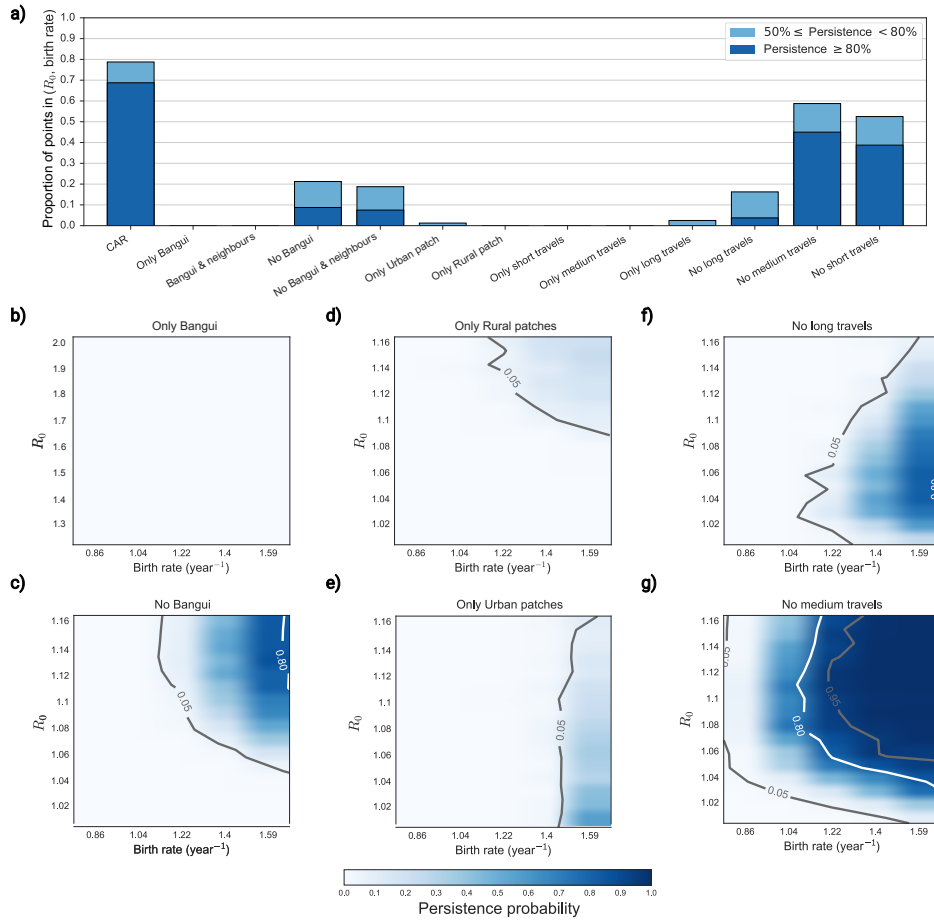 a)
Proportion of points in (R₀, birth rate)
1.0
0.9
0.8
0.7
0.6
0.5
0.4
0.3
0.2
0.1
0.0
50% ≤ Persistence < 80%
Persistence ≥ 80%
CAR
Only Bangui
Bangui & neighbours
No Bangui
No Bangui & neighbours
Only Urban patch
Only Rural patch
Only short travels
Only medium travels
Only long travels
No long travels
No medium travels
No short travels
b)
Only Bangui
R₀
2.0
1.9
1.8
1.7
1.6
1.5
1.4
1.3
0.86 1.04 1.22 1.4 1.59
Birth rate (year⁻¹)
d)
Only Rural patches
R₀
1.16
1.14
1.12
1.1
1.08
1.06
1.04
1.02
0.05
0.86 1.04 1.22 1.4 1.59
Birth rate (year⁻¹)
f)
No long travels
R₀
1.16
1.14
1.12
1.1
1.08
1.06
1.04
1.02
0.05
0.80
0.86 1.04 1.22 1.4 1.59
Birth rate (year⁻¹)
c)
No Bangui
R₀
1.16
1.14
1.12
1.1
1.08
1.06
1.04
1.02
0.05
0.80
0.86 1.04 1.22 1.4 1.59
Birth rate (year⁻¹)
e)
Only Urban patches
R₀
1.16
1.14
1.12
1.1
1.08
1.06
1.04
1.02
0.05
0.86 1.04 1.22 1.4 1.59
Birth rate (year⁻¹)
g)
No medium travels
R₀
1.16
1.14
1.12
1.1
1.08
1.06
1.04
1.02
0.05
0.80
0.95
0.05
0.86 1.04 1.22 1.4 1.59
Birth rate (year⁻¹)
0.0 0.1 0.2 0.3 0.4 0.5 0.6 0.7 0.8 0.9 1.0
Persistence probability